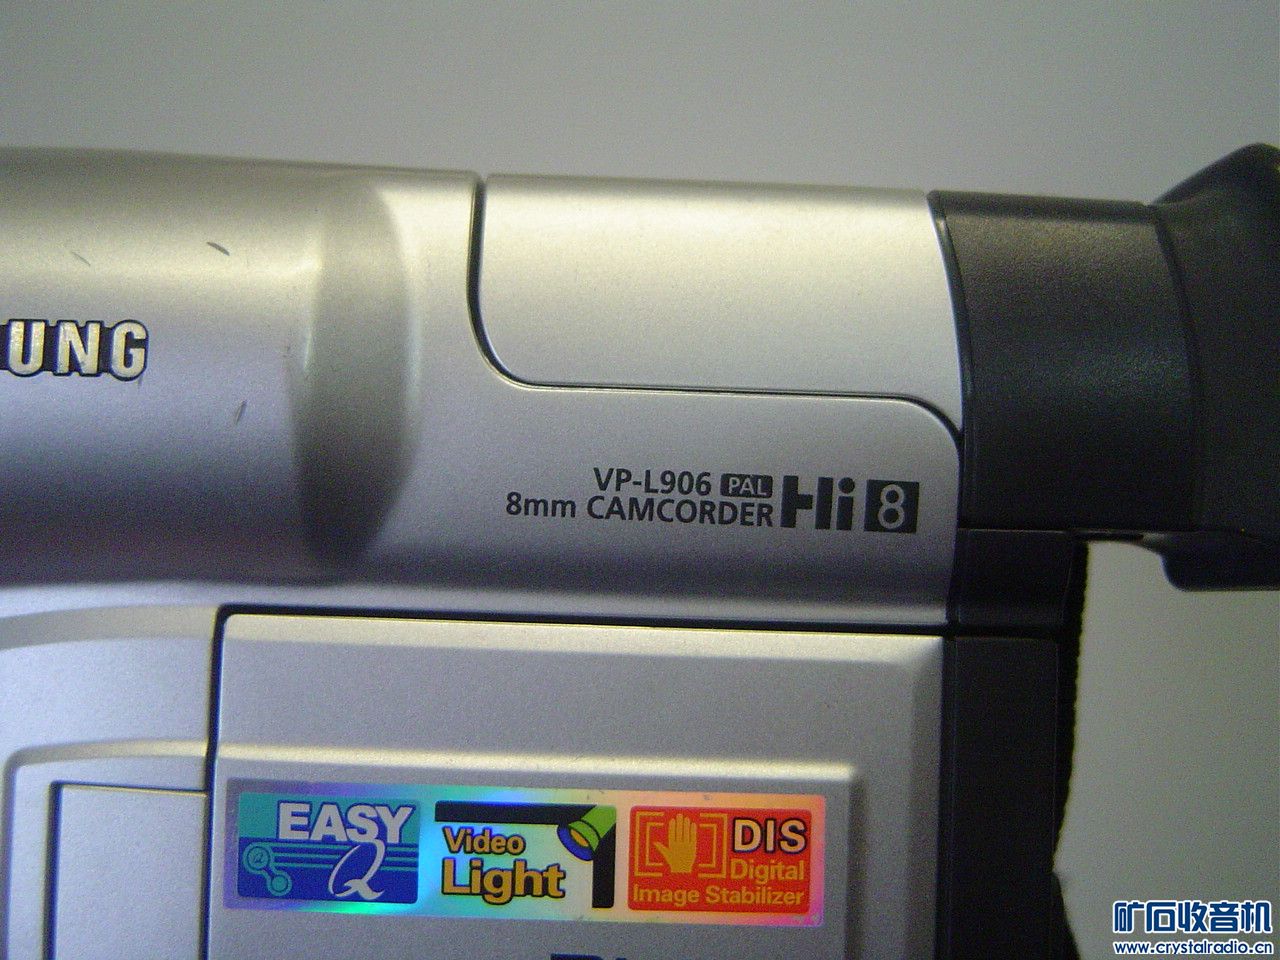 UNG
VP-L906 PAL
8mm CAMCORDER Hi 8
EASY Q
Video Light
DIS
Digital
Image Stabilizer
矿石收音机
www.crystalradio.cn